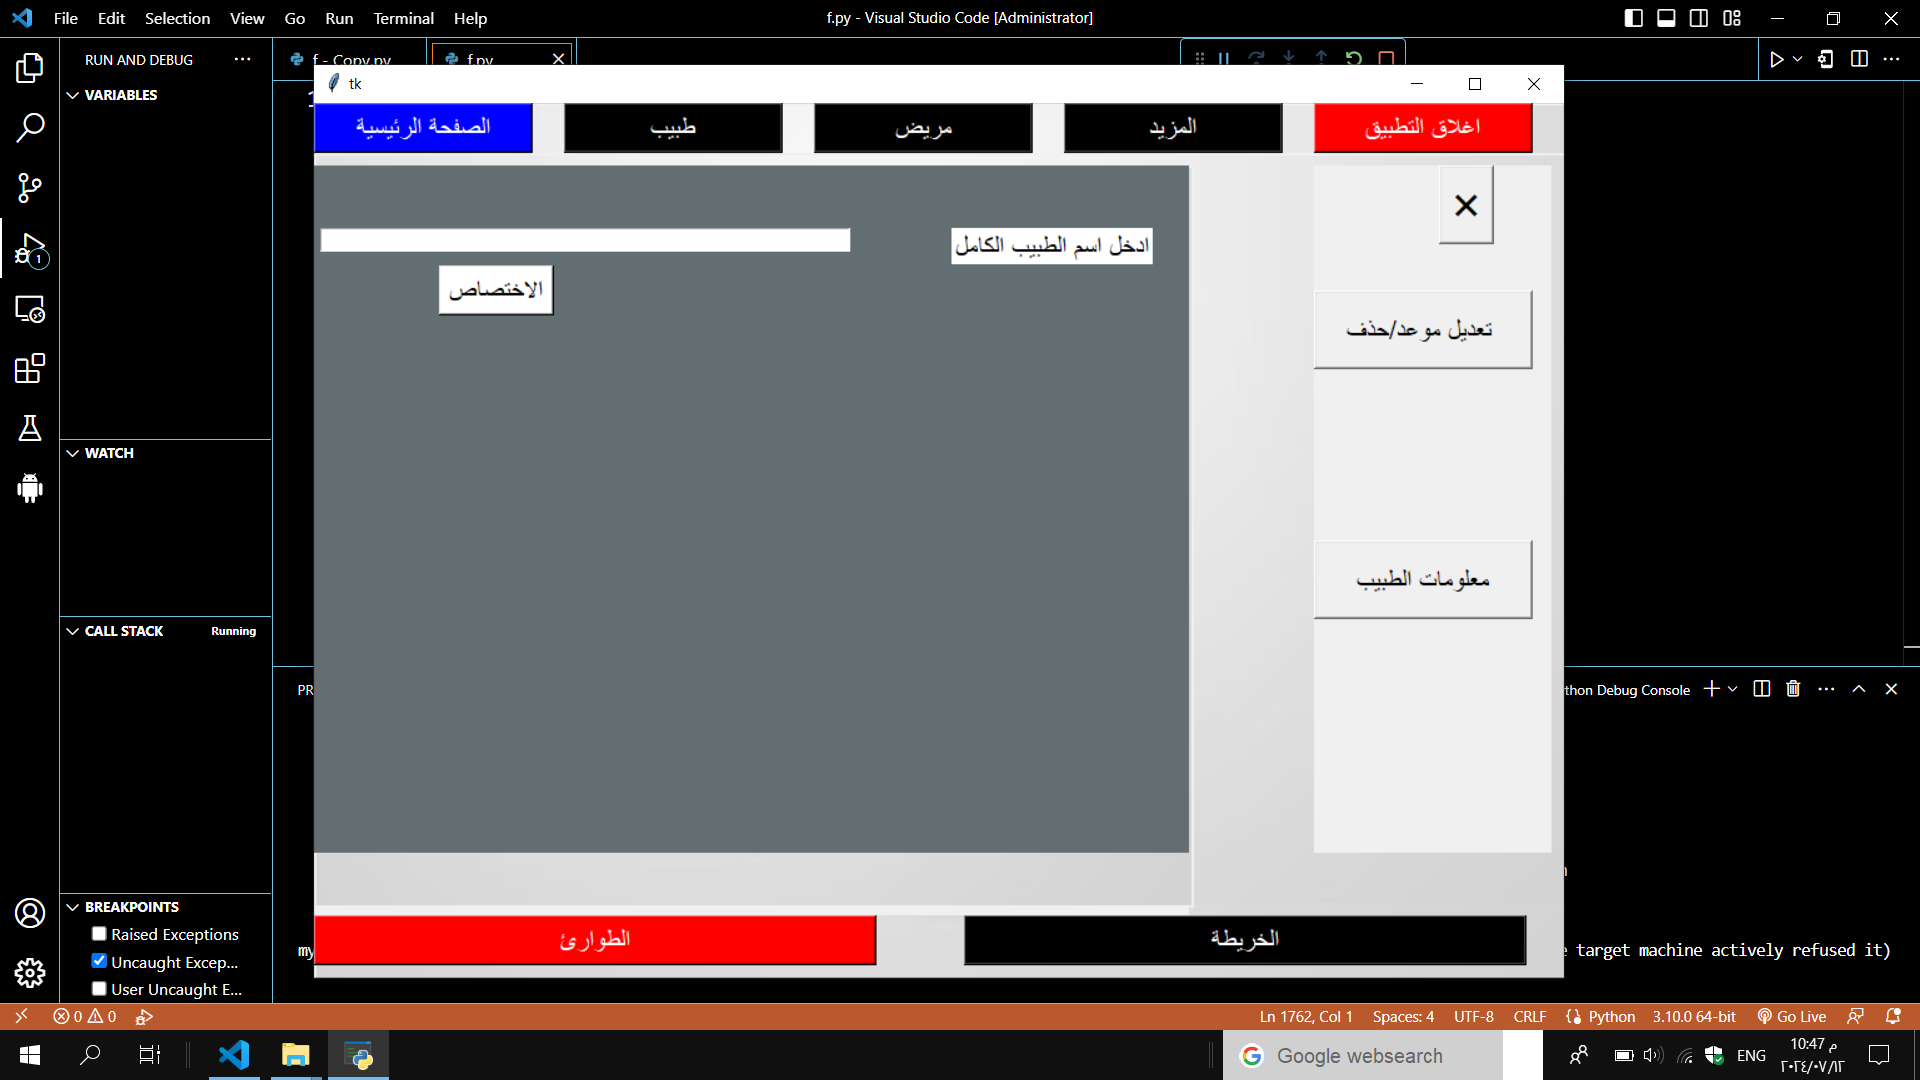 File Edit Selection View Go Run Terminal Help
f.py - Visual Studio Code [Administrator]
RUN AND DEBUG
f - Copy.py
f.py
VARIABLES
WATCH
CALL STACK Running
BREAKPOINTS
Raised Exceptions
Uncaught Excep...
User Uncaught E...
tk
الصفحة الرئيسية
طبيب
مريض
المزيد
اغلاق التطبيق
ادخل اسم الطبيب الكامل
الاختصاص
×
تعديل موعد/حذف
معلومات الطبيب
الطوارئ
الخريطة
PR
thon Debug Console
my
target machine actively refused it)
0 0
Ln 1762, Col 1 Spaces: 4 UTF-8 CRLF Python 3.10.0 64-bit Go Live
1
Google websearch
ENG
10:47 م
٢٠٢٤/٠٧/١٢